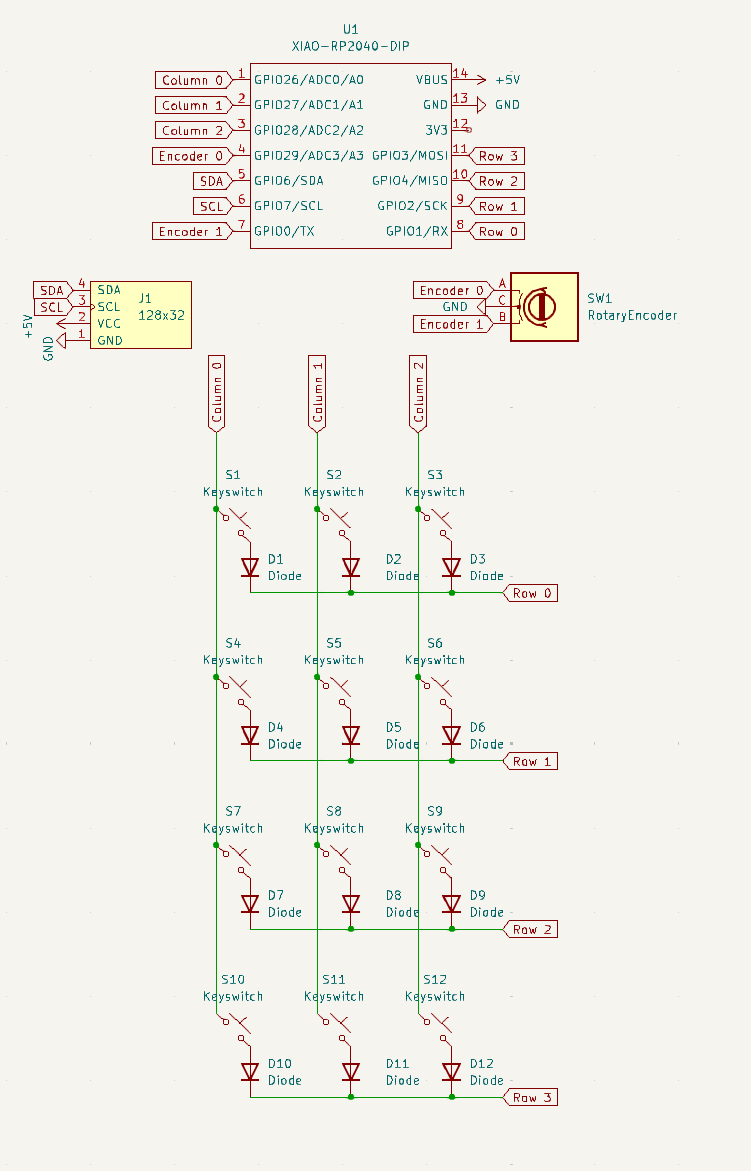 U1
XIAO-RP2040-DIP
Column 0 1 GPIO26/ADC0/A0 VBUS 14 +5V
Column 1 2 GPIO27/ADC1/A1 GND 13 GND
Column 2 3 GPIO28/ADC2/A2 3V3 12
Encoder 0 4 GPIO29/ADC3/A3 GPIO3/MOSI 11 Row 3
SDA 5 GPIO6/SDA GPIO4/MISO 10 Row 2
SCL 6 GPIO7/SCL GPIO2/SCK 9 Row 1
Encoder 1 7 GPIO0/TX GPIO1/RX 8 Row 0
SDA 4 SDA
SCL 3 SCL
+5V 2 VCC
GND 1 GND
J1
128x32
Encoder 0 A
GND C
Encoder 1 B
SW1
RotaryEncoder
Column 0 Column 1 Column 2
S1 S2 S3
Keyswitch Keyswitch Keyswitch
D1 D2 D3
Diode Diode Diode
Row 0
S4 S5 S6
Keyswitch Keyswitch Keyswitch
D4 D5 D6
Diode Diode Diode
Row 1
S7 S8 S9
Keyswitch Keyswitch Keyswitch
D7 D8 D9
Diode Diode Diode
Row 2
S10 S11 S12
Keyswitch Keyswitch Keyswitch
D10 D11 D12
Diode Diode Diode
Row 3